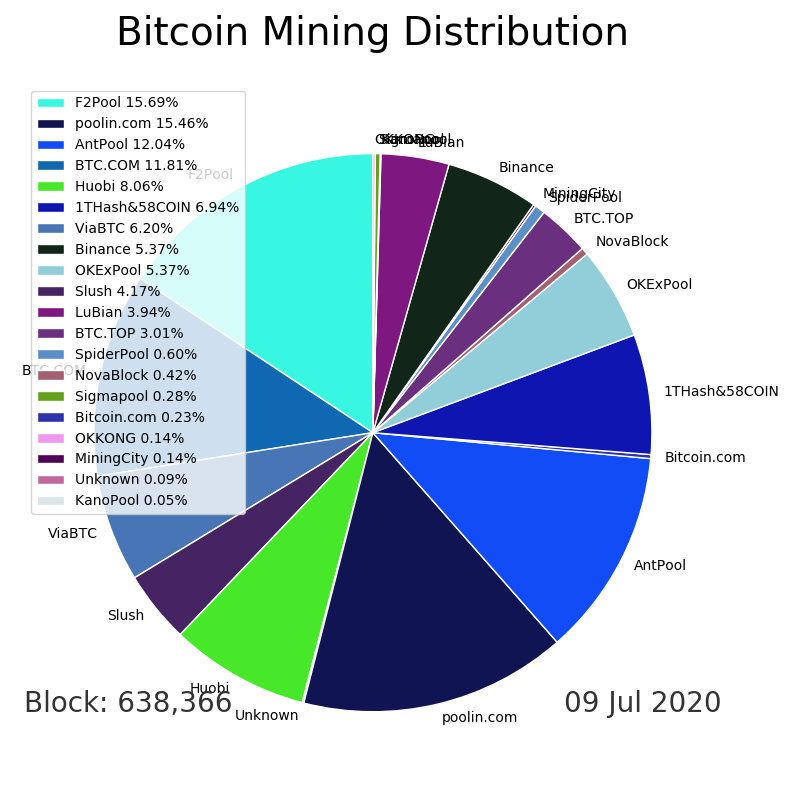 Bitcoin Mining Distribution
F2Pool 15.69%
poolin.com 15.46%
AntPool 12.04%
BTC.COM 11.81%
Huobi 8.06%
1THash&58COIN 6.94%
ViaBTC 6.20%
Binance 5.37%
OKExPool 5.37%
Slush 4.17%
LuBian 3.94%
BTC.TOP 3.01%
SpiderPool 0.60%
NovaBlock 0.42%
Sigmapool 0.28%
Bitcoin.com 0.23%
OKKONG 0.14%
MiningCity 0.14%
Unknown 0.09%
KanoPool 0.05%
OKKONG
Sigmapool
LuBian
Binance
MiningCity
SpiderPool
BTC.TOP
NovaBlock
OKExPool
1THash&58COIN
Bitcoin.com
AntPool
poolin.com
Unknown
Huobi
Slush
ViaBTC
BTC.COM
F2Pool
Block: 638,366
09 Jul 2020